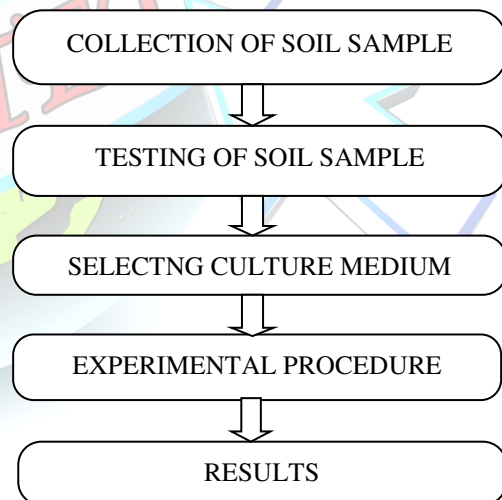 COLLECTION OF SOIL SAMPLE
TESTING OF SOIL SAMPLE
SELECTNG CULTURE MEDIUM
EXPERIMENTAL PROCEDURE
RESULTS